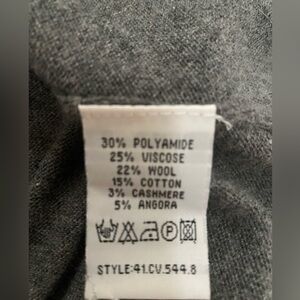 30% POLYAMIDE
25% VISCOSE
22% WOOL
15% COTTON
3% CASHMERE
5% ANGORA
P
STYLE:41.CV.544.8